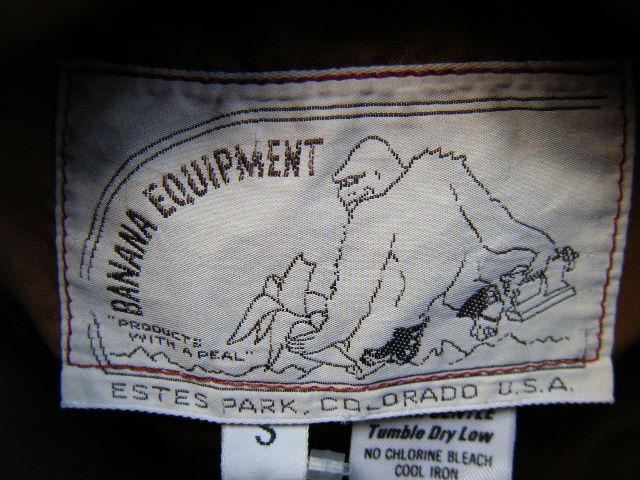 BANANA EQUIPMENT
"PRODUCTS
WITH A PEAL"
ESTES PARK, COLORADO U.S.A.
S
Tumble Dry Low
NO CHLORINE BLEACH
COOL IRON